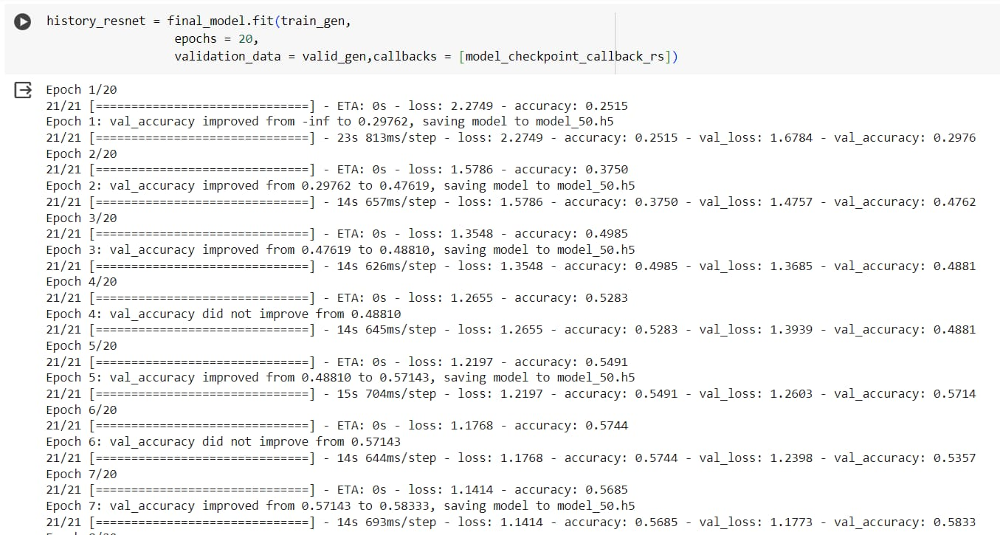 history_resnet = final_model.fit(train_gen,
epochs = 20,
validation_data = valid_gen,callbacks = [model_checkpoint_callback_rs])
Epoch 1/20
21/21 [==============================] - ETA: 0s - loss: 2.2749 - accuracy: 0.2515
Epoch 1: val_accuracy improved from -inf to 0.29762, saving model to model_50.h5
21/21 [==============================] - 23s 813ms/step - loss: 2.2749 - accuracy: 0.2515 - val_loss: 1.6784 - val_accuracy: 0.2976
Epoch 2/20
21/21 [==============================] - ETA: 0s - loss: 1.5786 - accuracy: 0.3750
Epoch 2: val_accuracy improved from 0.29762 to 0.47619, saving model to model_50.h5
21/21 [==============================] - 14s 657ms/step - loss: 1.5786 - accuracy: 0.3750 - val_loss: 1.4757 - val_accuracy: 0.4762
Epoch 3/20
21/21 [==============================] - ETA: 0s - loss: 1.3548 - accuracy: 0.4985
Epoch 3: val_accuracy improved from 0.47619 to 0.48810, saving model to model_50.h5
21/21 [==============================] - 14s 626ms/step - loss: 1.3548 - accuracy: 0.4985 - val_loss: 1.3685 - val_accuracy: 0.4881
Epoch 4/20
21/21 [==============================] - ETA: 0s - loss: 1.2655 - accuracy: 0.5283
Epoch 4: val_accuracy did not improve from 0.48810
21/21 [==============================] - 14s 645ms/step - loss: 1.2655 - accuracy: 0.5283 - val_loss: 1.3939 - val_accuracy: 0.4881
Epoch 5/20
21/21 [==============================] - ETA: 0s - loss: 1.2197 - accuracy: 0.5491
Epoch 5: val_accuracy improved from 0.48810 to 0.57143, saving model to model_50.h5
21/21 [==============================] - 15s 704ms/step - loss: 1.2197 - accuracy: 0.5491 - val_loss: 1.2603 - val_accuracy: 0.5714
Epoch 6/20
21/21 [==============================] - ETA: 0s - loss: 1.1768 - accuracy: 0.5744
Epoch 6: val_accuracy did not improve from 0.57143
21/21 [==============================] - 14s 644ms/step - loss: 1.1768 - accuracy: 0.5744 - val_loss: 1.2398 - val_accuracy: 0.5357
Epoch 7/20
21/21 [==============================] - ETA: 0s - loss: 1.1414 - accuracy: 0.5685
Epoch 7: val_accuracy improved from 0.57143 to 0.58333, saving model to model_50.h5
21/21 [==============================] - 14s 693ms/step - loss: 1.1414 - accuracy: 0.5685 - val_loss: 1.1773 - val_accuracy: 0.5833